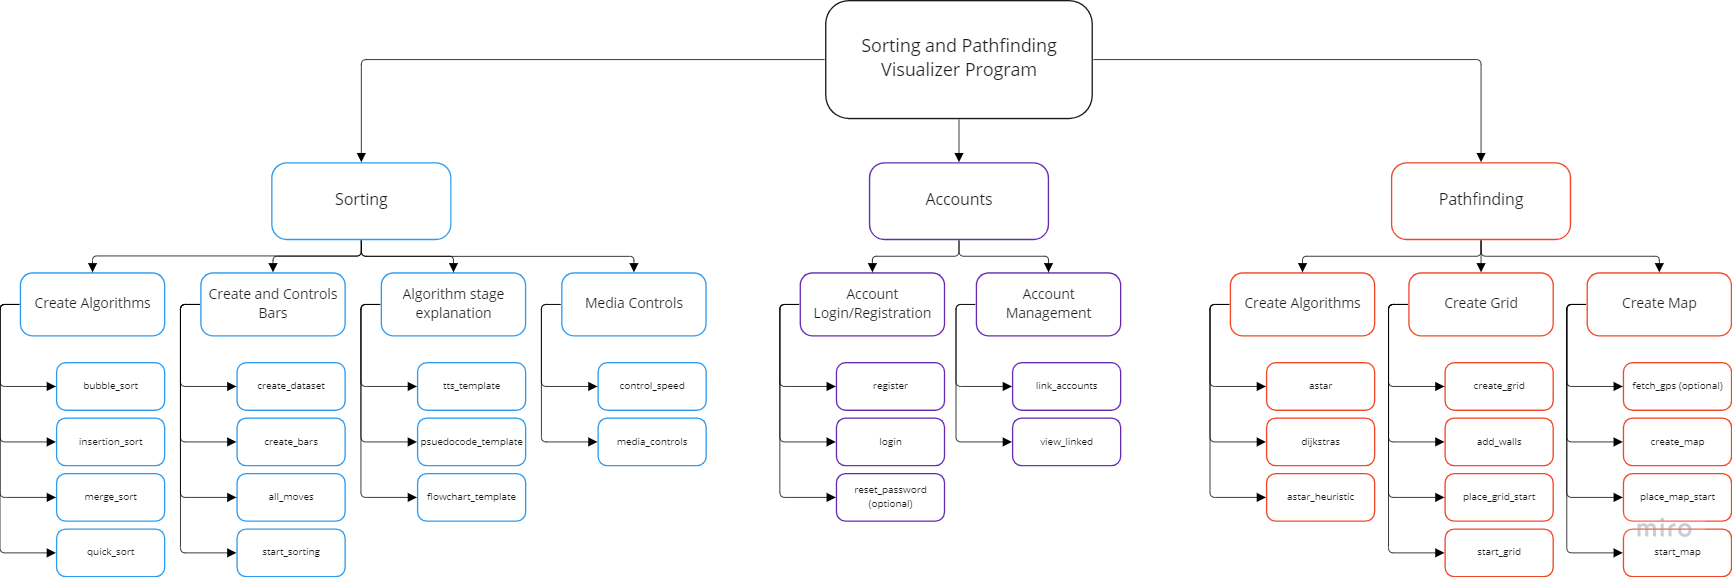 Sorting and Pathfinding
Visualizer Program
Sorting
Accounts
Pathfinding
Create Algorithms
Create and Controls
Bars
Algorithm stage
explanation
Media Controls
Account
Login/Registration
Account
Management
Create Algorithms
Create Grid
Create Map
bubble_sort
create_dataset
tts_template
control_speed
register
link_accounts
astar
create_grid
fetch_gps (optional)
insertion_sort
create_bars
psuedocode_template
media_controls
login
view_linked
dijkstras
add_walls
create_map
merge_sort
all_moves
flowchart_template
reset_password
(optional)
astar_heuristic
place_grid_start
place_map_start
miro
quick_sort
start_sorting
start_grid
start_map